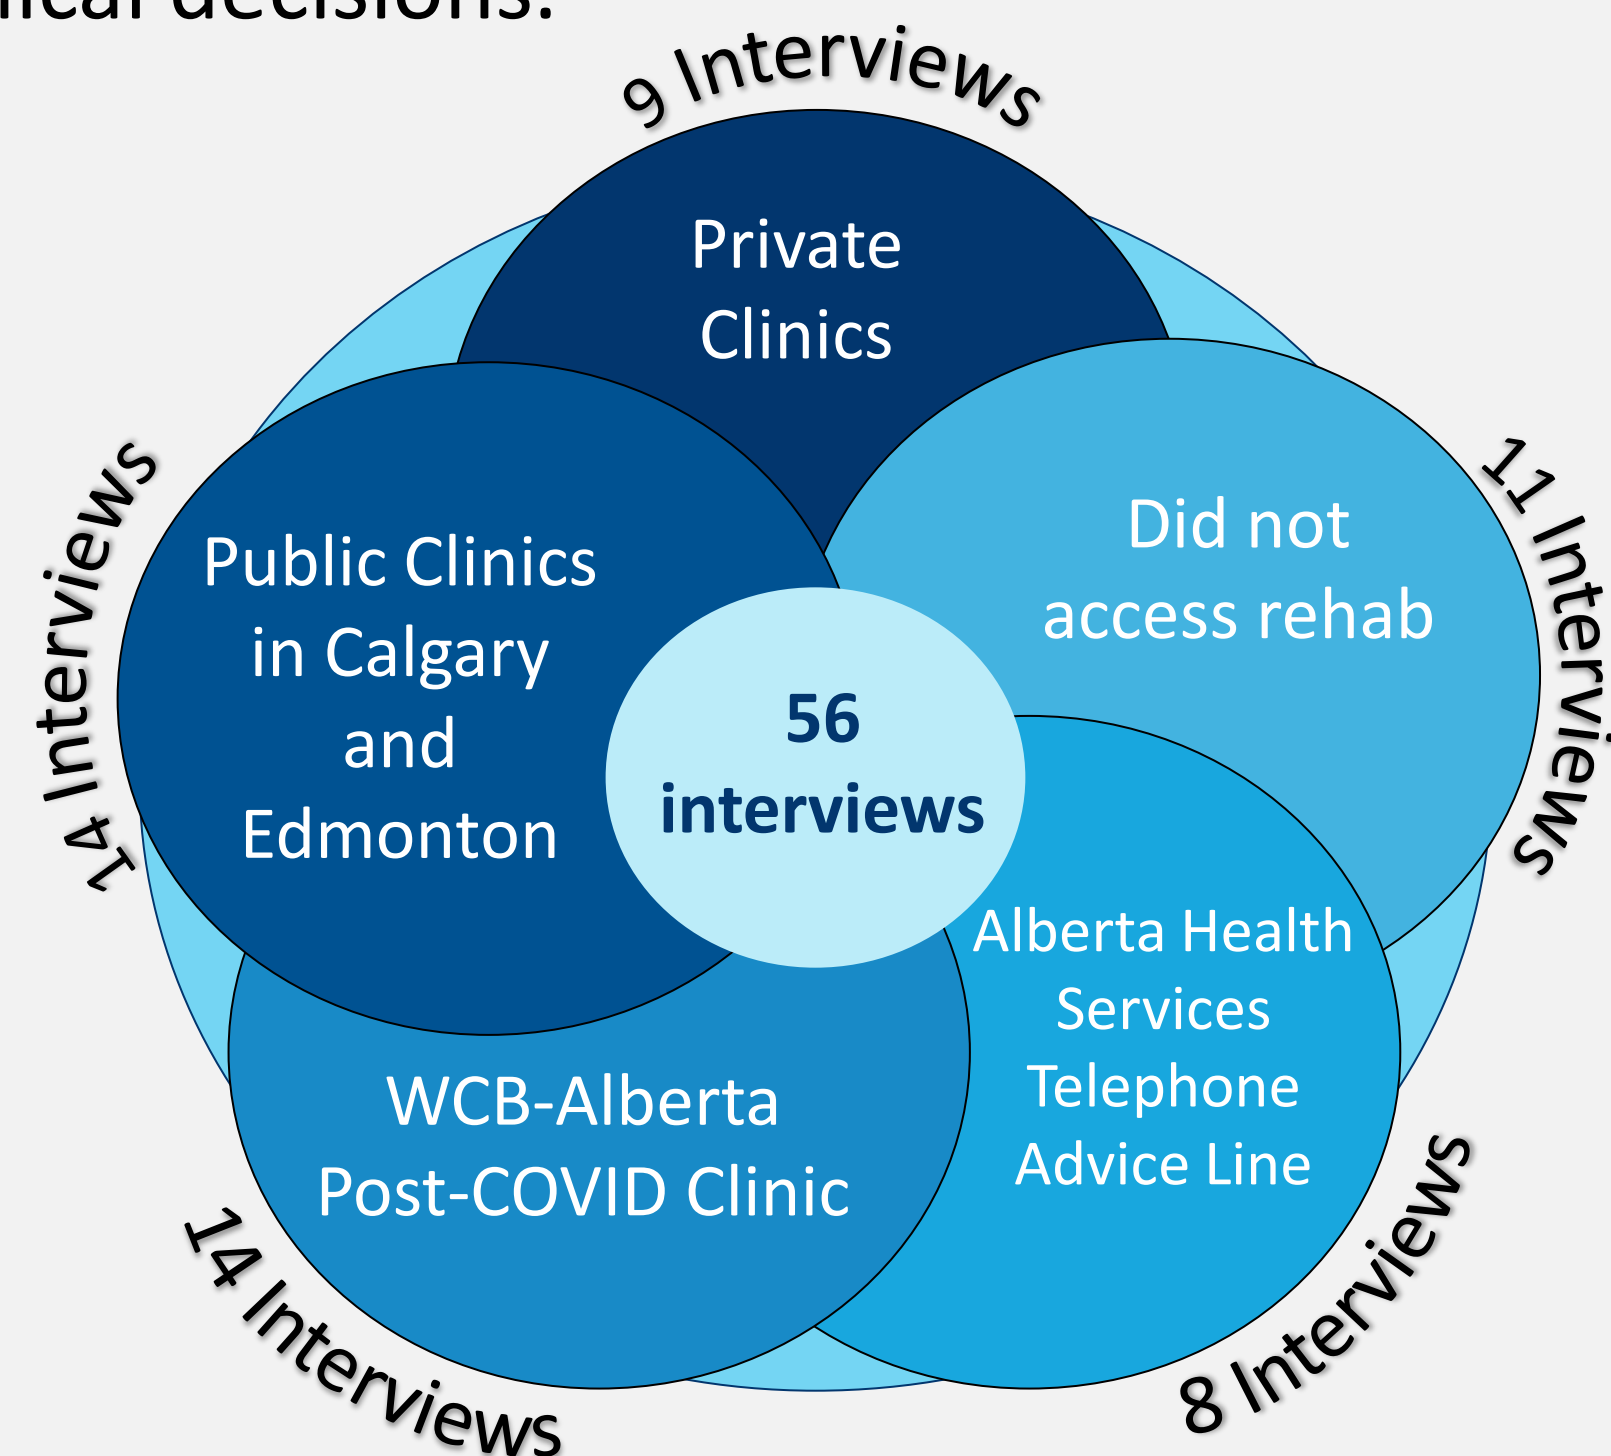 decisions.
9 Interviews
Private
Clinics
11 Interviews
Did not
access rehab
14 Interviews
Public Clinics
in Calgary
and
Edmonton
56
interviews
Alberta Health
Services
Telephone
Advice Line
8 Interviews
WCB-Alberta
Post-COVID Clinic
14 Interviews